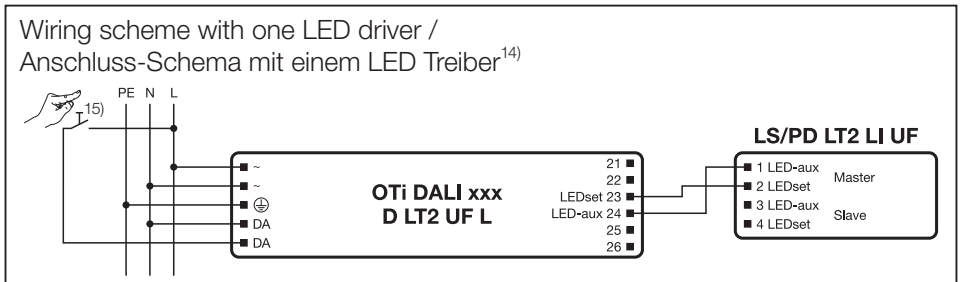 Wiring scheme with one LED driver /
Anschluss-Schema mit einem LED Treiber14)
PE N L
15)
LS/PD LT2 LI UF
~
~
DA
DA
OTi DALI xxx
D LT2 UF L
21
22
LEDset 23
LED-aux 24
25
26
1 LED-aux
2 LEDset
Master
3 LED-aux
4 LEDset
Slave